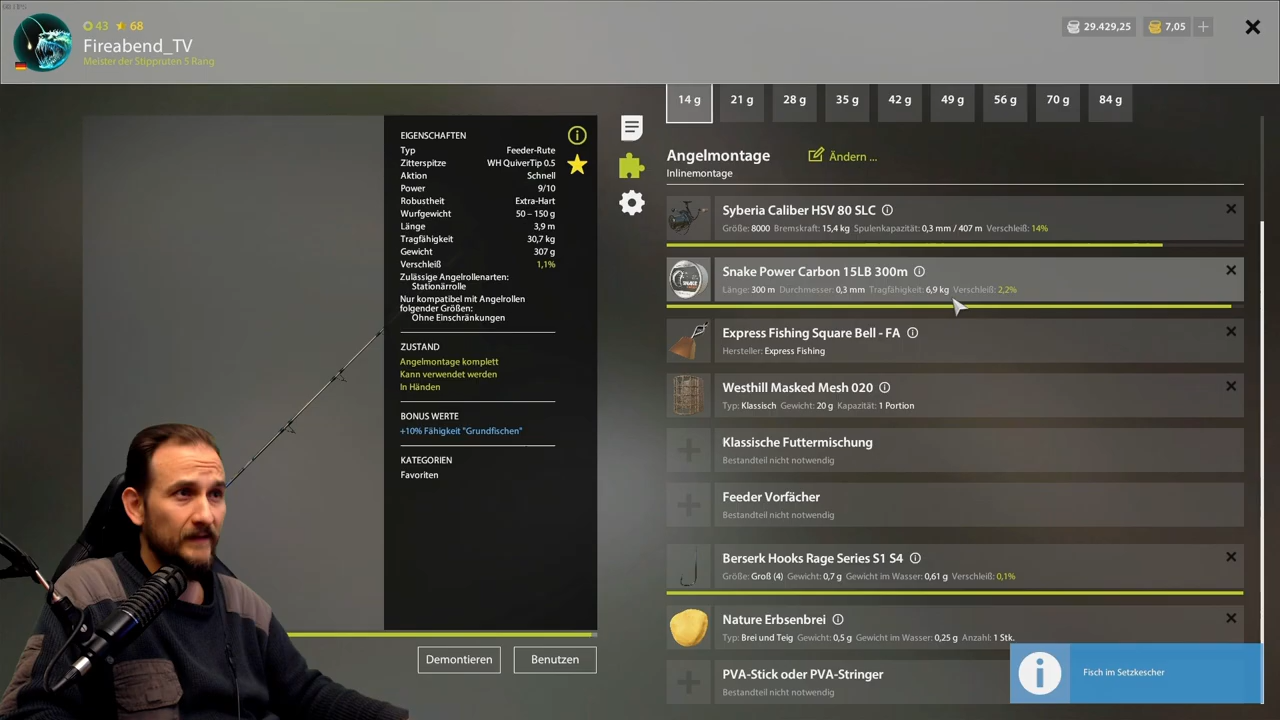 43 68
Fireabend_TV
Meister der Stippruten 5 Rang
29.429,25
7,05
14 g
21 g
28 g
35 g
42 g
49 g
56 g
70 g
84 g
EIGENSCHAFTEN
Typ Feeder-Rute
Zitterspitze WH QuiverTip 0.5
Aktion Schnell
Power 9/10
Robustheit Extra-Hart
Wurfgewicht 50 – 150 g
Länge 3,9 m
Tragfähigkeit 30,7 kg
Gewicht 307 g
Verschleiß 1,1%
Zulässige Angelrollenarten:
Stationärrolle
Nur kompatibel mit Angelrollen
folgender Größen:
Ohne Einschränkungen
ZUSTAND
Angelmontage komplett
Kann verwendet werden
In Händen
BONUS WERTE
+10% Fähigkeit "Grundfischen"
KATEGORIEN
Favoriten
Demontieren
Benutzen
Angelmontage
Ändern ...
Inlinemontage
Syberia Caliber HSV 80 SLC
Größe: 8000 Bremskraft: 15,4 kg Spulenkapazität: 0,3 mm / 407 m Verschleiß: 14%
Snake Power Carbon 15LB 300m
Länge: 300 m Durchmesser: 0,3 mm Tragfähigkeit: 6,9 kg Verschleiß: 2,2%
Express Fishing Square Bell - FA
Hersteller: Express Fishing
Westhill Masked Mesh 020
Typ: Klassisch Gewicht: 20 g Kapazität: 1 Portion
Klassische Futtermischung
Bestandteil nicht notwendig
Feeder Vorfächer
Bestandteil nicht notwendig
Berserk Hooks Rage Series S1 S4
Größe: Groß (4) Gewicht: 0,7 g Gewicht im Wasser: 0,61 g Verschleiß: 0,1%
Nature Erbsenbrei
Typ: Brei und Teig Gewicht: 0,5 g Gewicht im Wasser: 0,25 g Anzahl: 1 Stk.
PVA-Stick oder PVA-Stringer
Bestandteil nicht notwendig
Fisch im Setzkescher